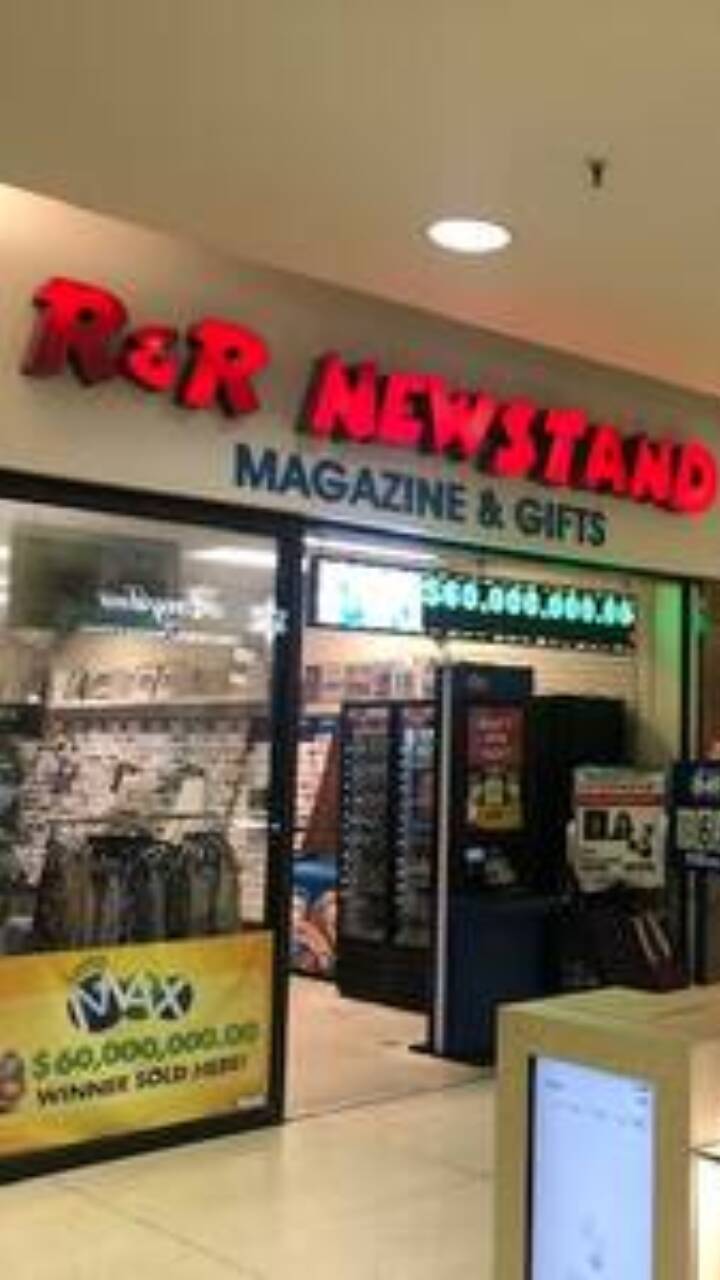 R&R NEWSTAND
MAGAZINE & GIFTS
$60,000,000.00
MAX
$60,000,000.00
WINNER SOLD HERE!